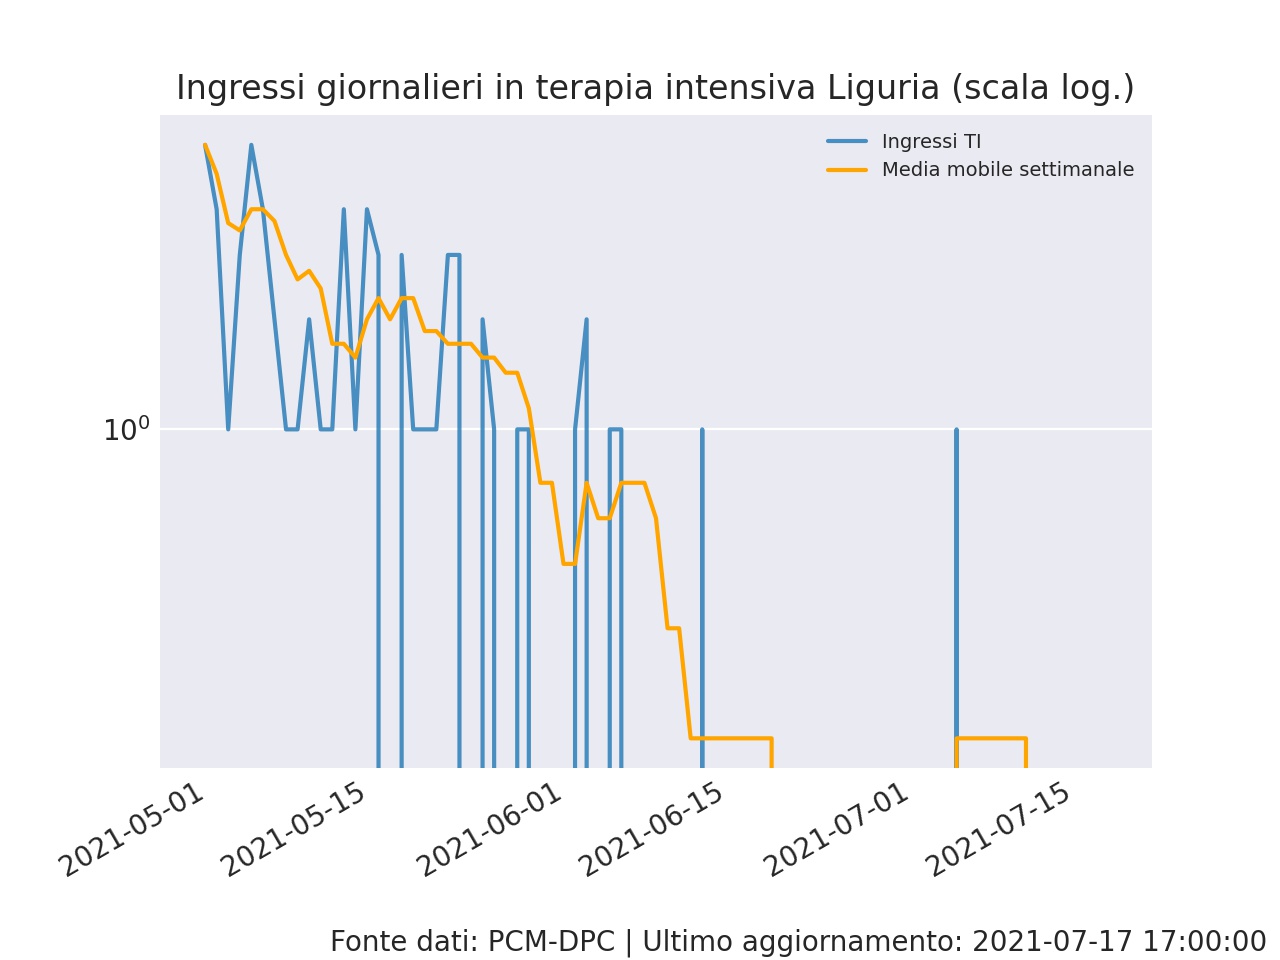 Ingressi giornalieri in terapia intensiva Liguria (scala log.)
Ingressi TI
Media mobile settimanale
10⁰
2021-05-01
2021-05-15
2021-06-01
2021-06-15
2021-07-01
2021-07-15
Fonte dati: PCM-DPC | Ultimo aggiornamento: 2021-07-17 17:00:00